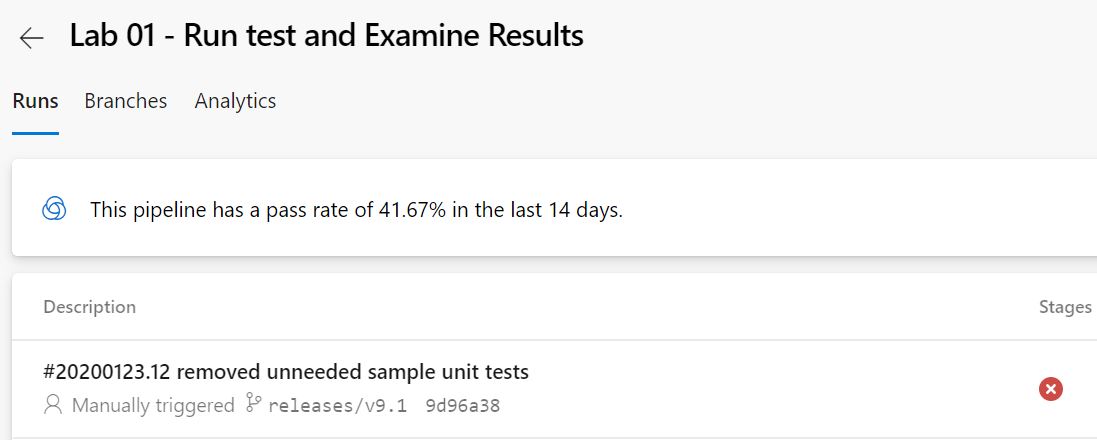 Lab 01 - Run test and Examine Results
Runs Branches Analytics
This pipeline has a pass rate of 41.67% in the last 14 days.
Description Stages
#20200123.12 removed unneeded sample unit tests
Manually triggered releases/v9.1 9d96a38